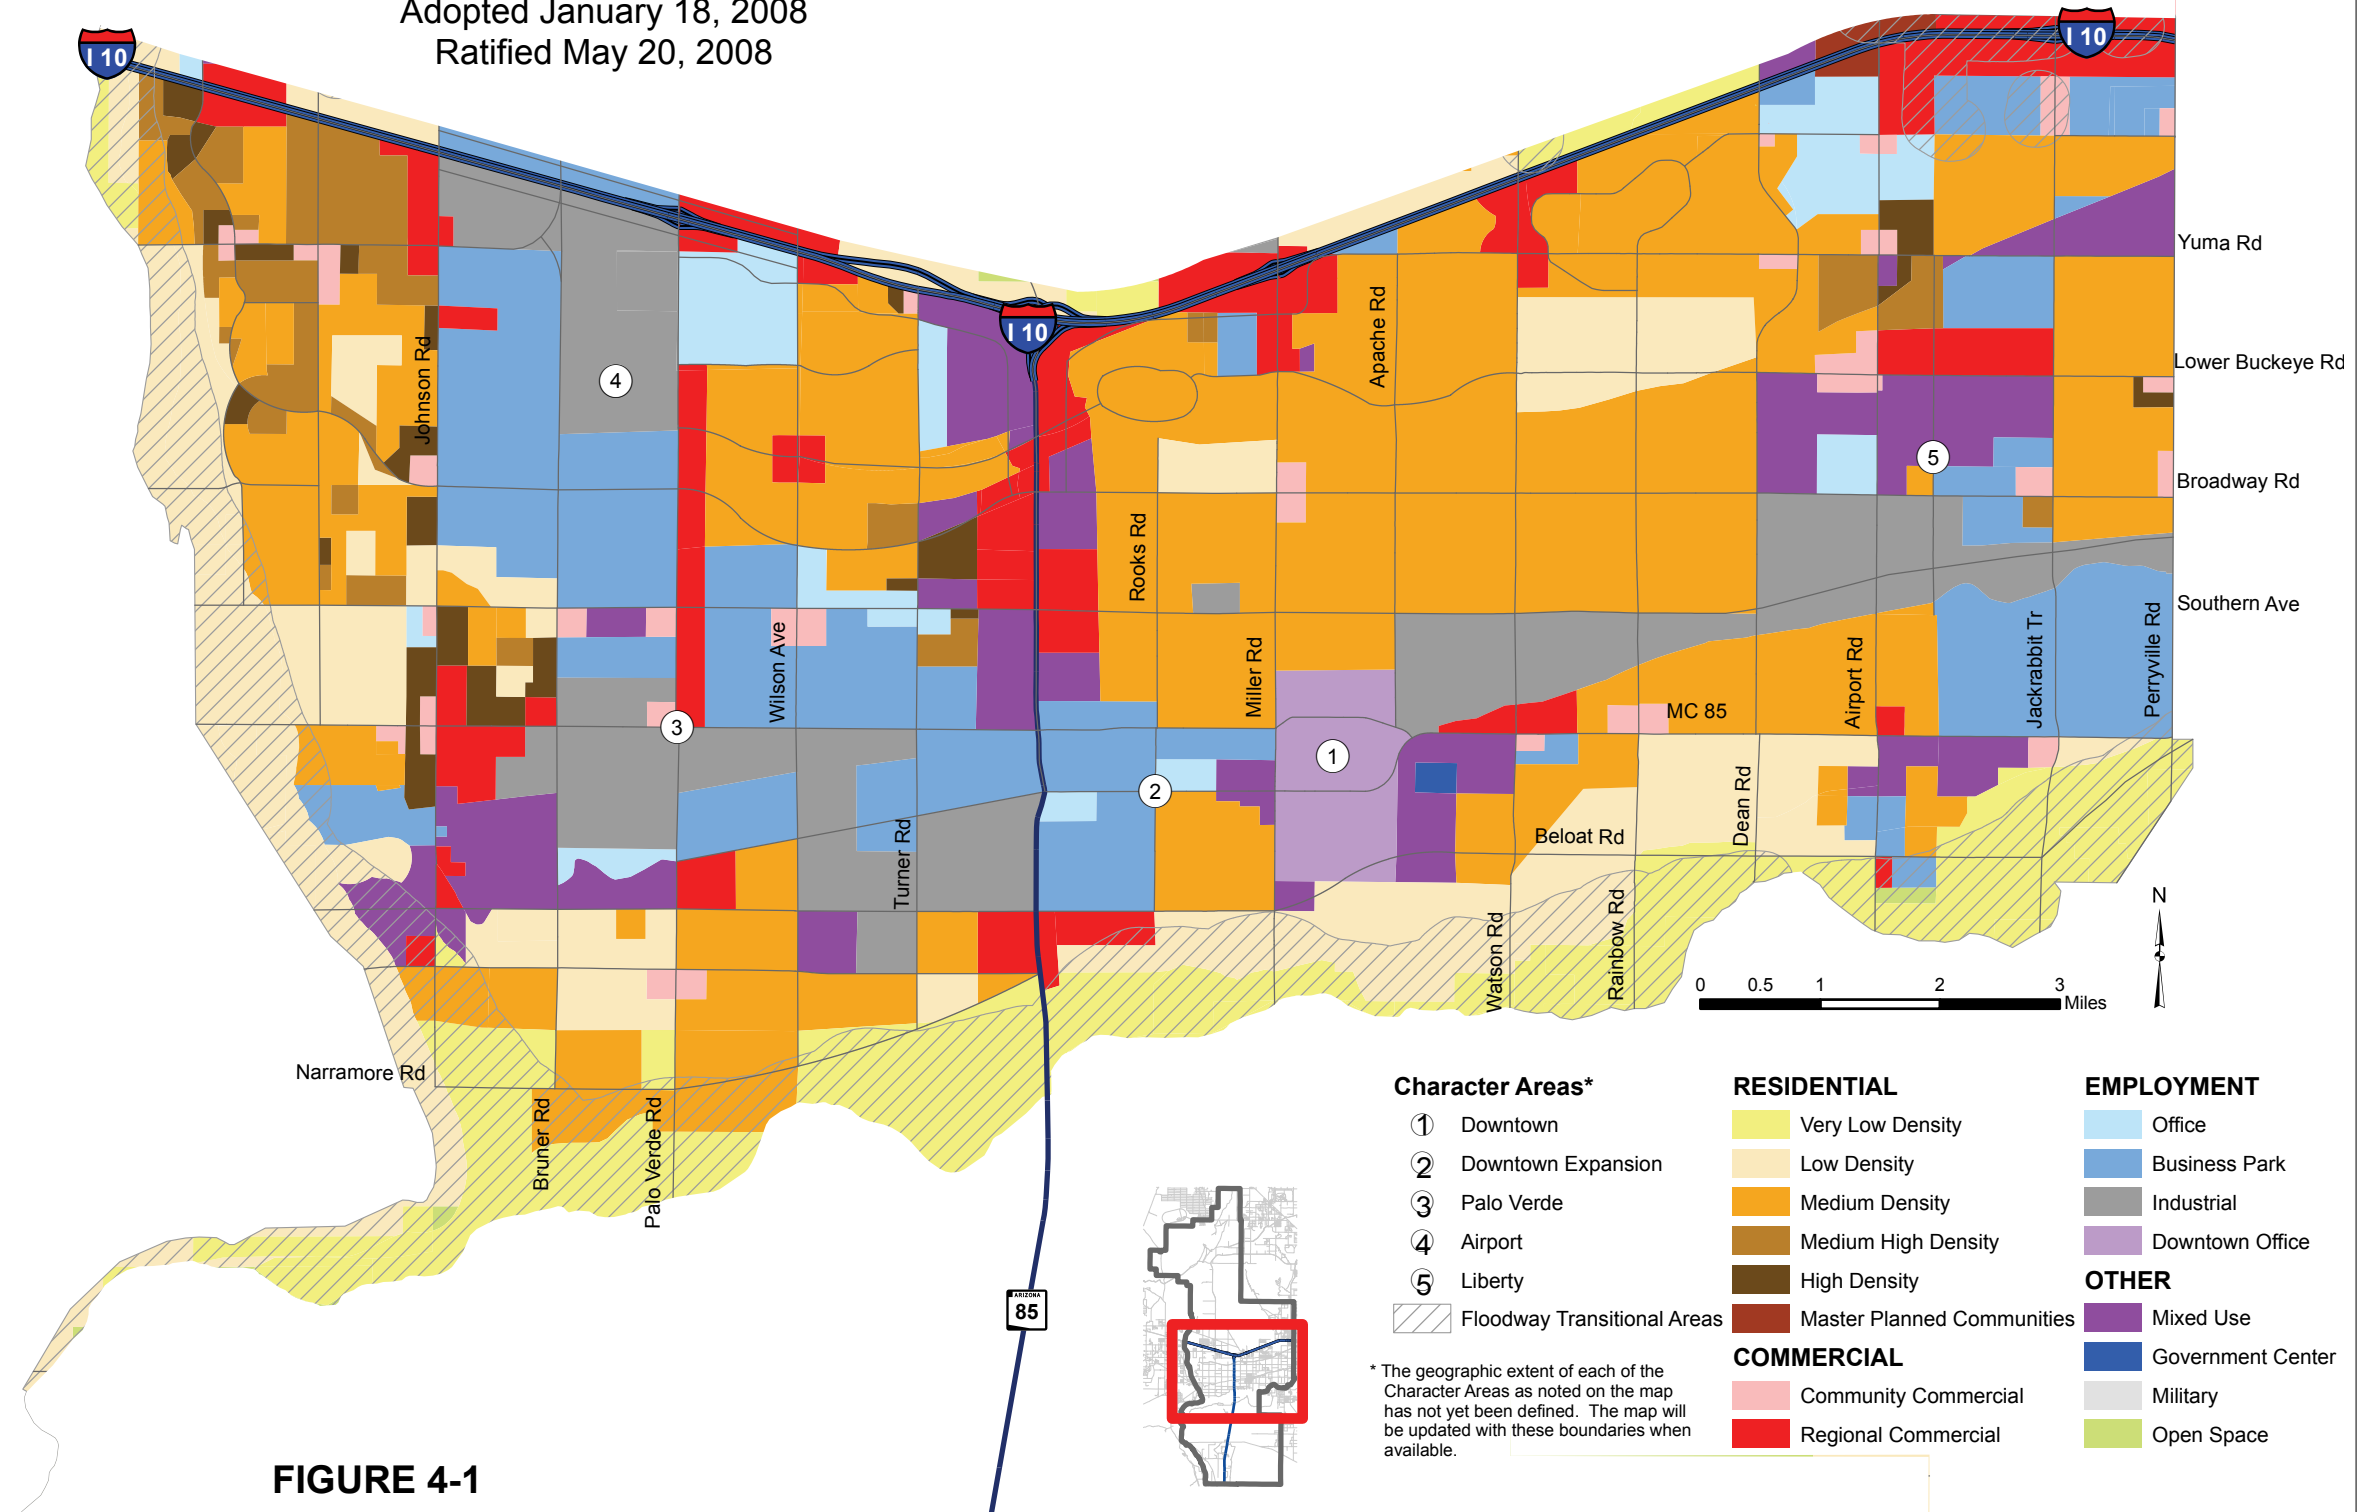 Adopted January 18, 2008
Ratified May 20, 2008
I 10
I 10
I 10
Yuma Rd
Lower Buckeye Rd
Broadway Rd
Southern Ave
Johnson Rd
Apache Rd
Rooks Rd
Wilson Ave
Miller Rd
MC 85
Airport Rd
Jackrabbit Tr
Perryville Rd
4
5
3
1
2
Turner Rd
Beloat Rd
Dean Rd
Watson Rd
Rainbow Rd
N
0 0.5 1 2 3
Miles
Narramore Rd
Bruner Rd
Palo Verde Rd
ARIZONA
85
Character Areas*
1 Downtown
2 Downtown Expansion
3 Palo Verde
4 Airport
5 Liberty
Floodway Transitional Areas
* The geographic extent of each of the
Character Areas as noted on the map
has not yet been defined. The map will
be updated with these boundaries when
available.
RESIDENTIAL
Very Low Density
Low Density
Medium Density
Medium High Density
High Density
Master Planned Communities
COMMERCIAL
Community Commercial
Regional Commercial
EMPLOYMENT
Office
Business Park
Industrial
Downtown Office
OTHER
Mixed Use
Government Center
Military
Open Space
FIGURE 4-1